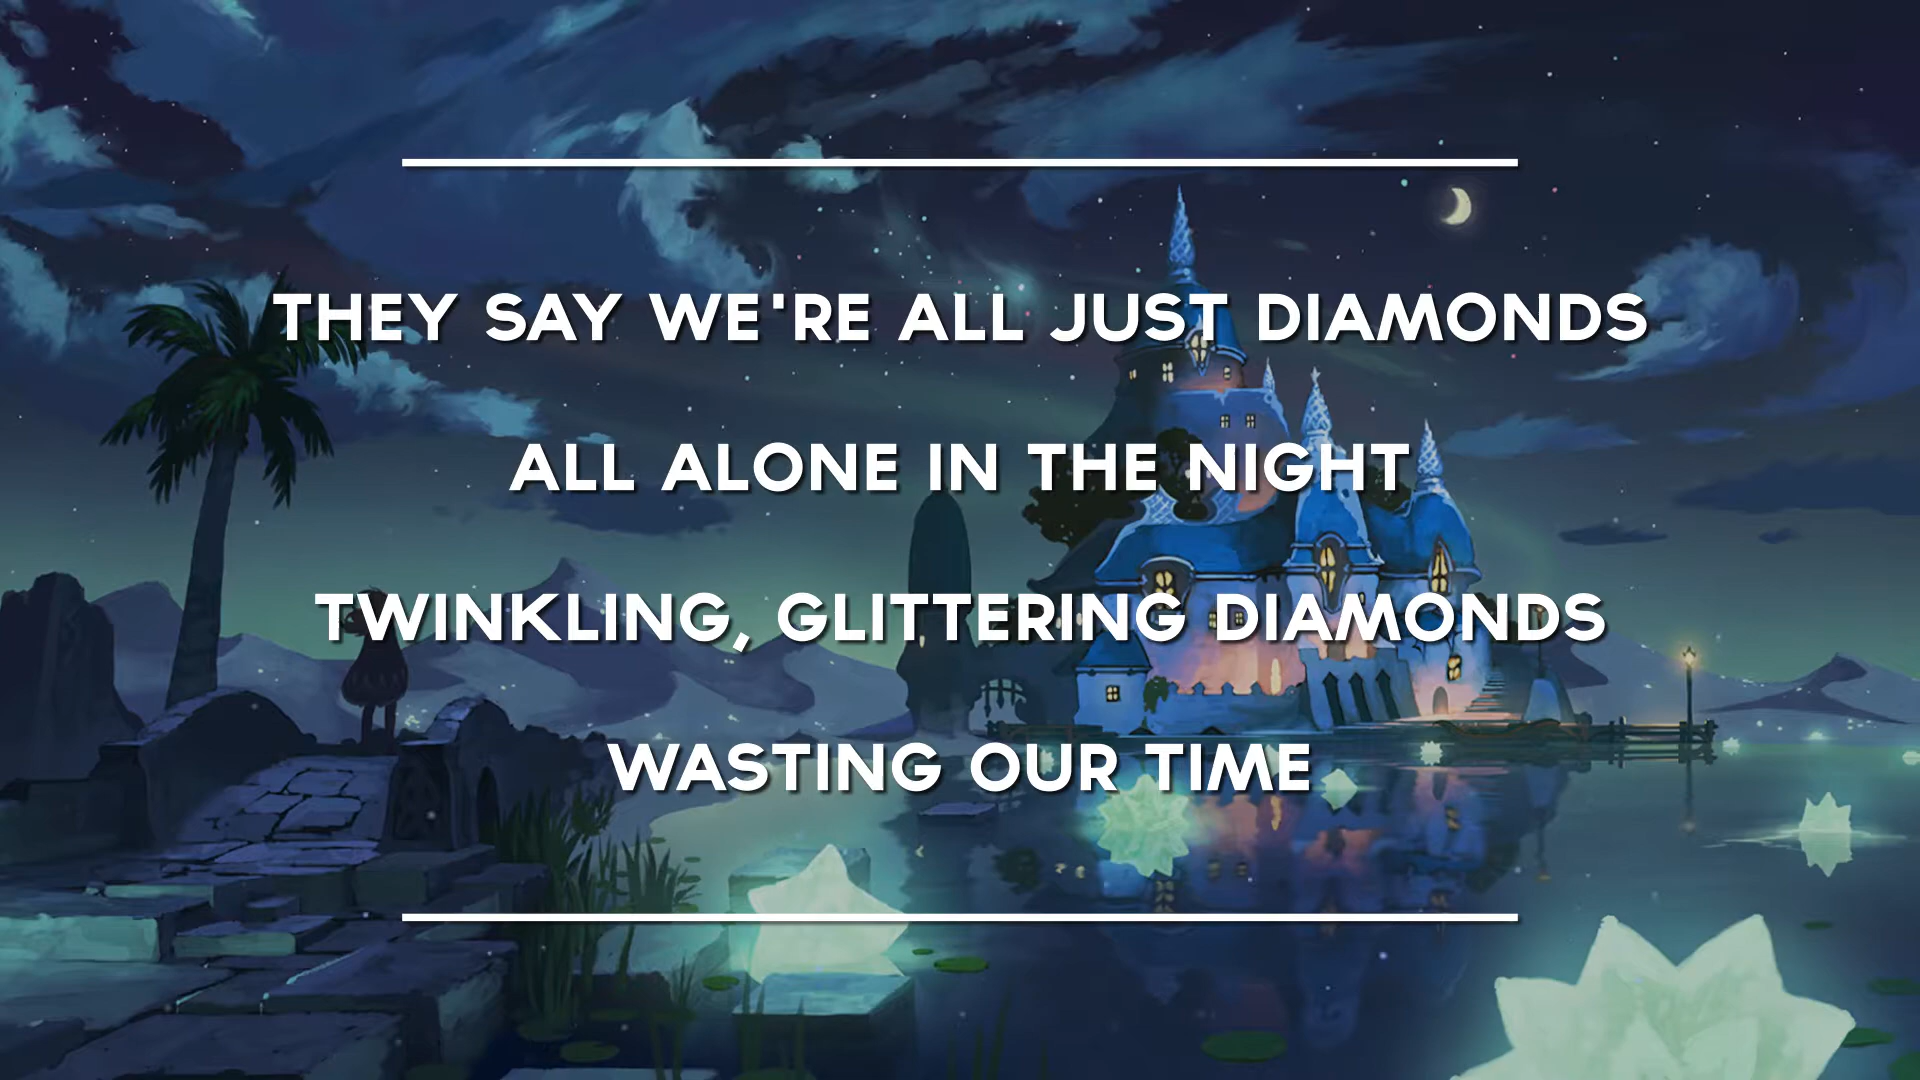 THEY SAY WE'RE ALL JUST DIAMONDS
ALL ALONE IN THE NIGHT
TWINKLING, GLITTERING DIAMONDS
WASTING OUR TIME